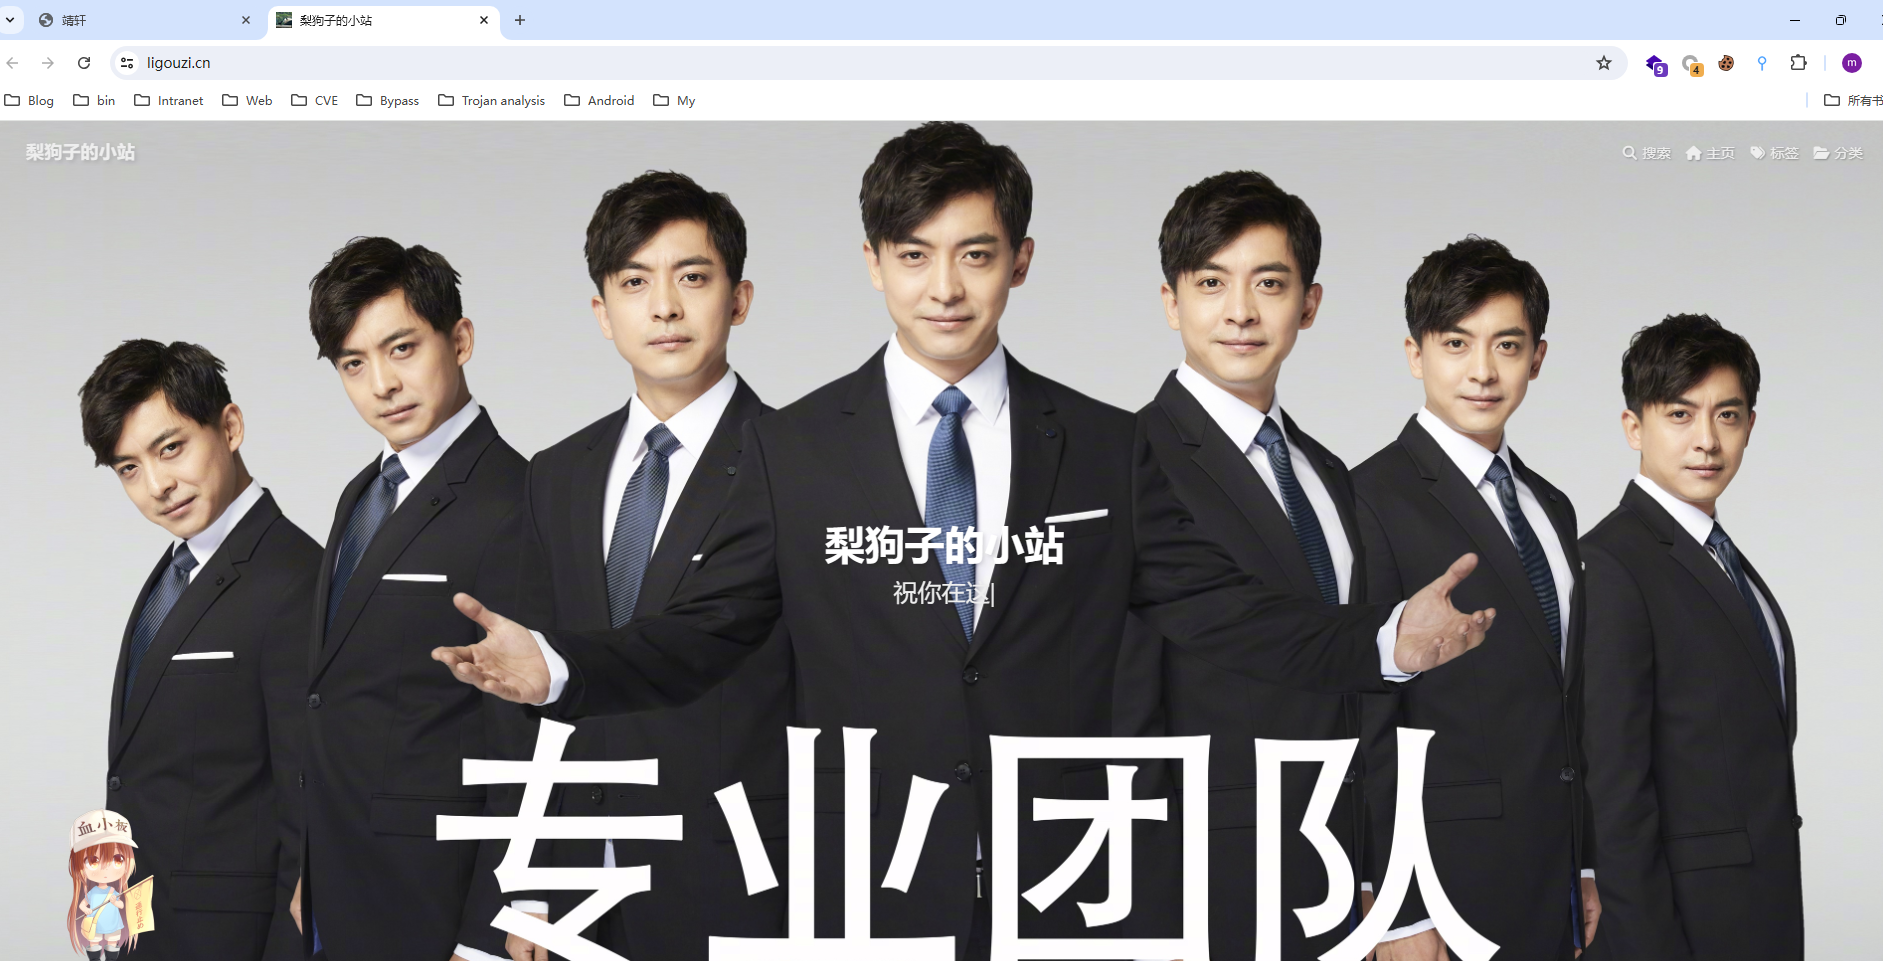 靖轩
梨狗子的小站
ligouzi.cn
9
4
m
Blog
bin
Intranet
Web
CVE
Bypass
Trojan analysis
Android
My
所有书
梨狗子的小站
搜索
主页
标签
分类
梨狗子的小站
祝你在这|
专业团队
血小板